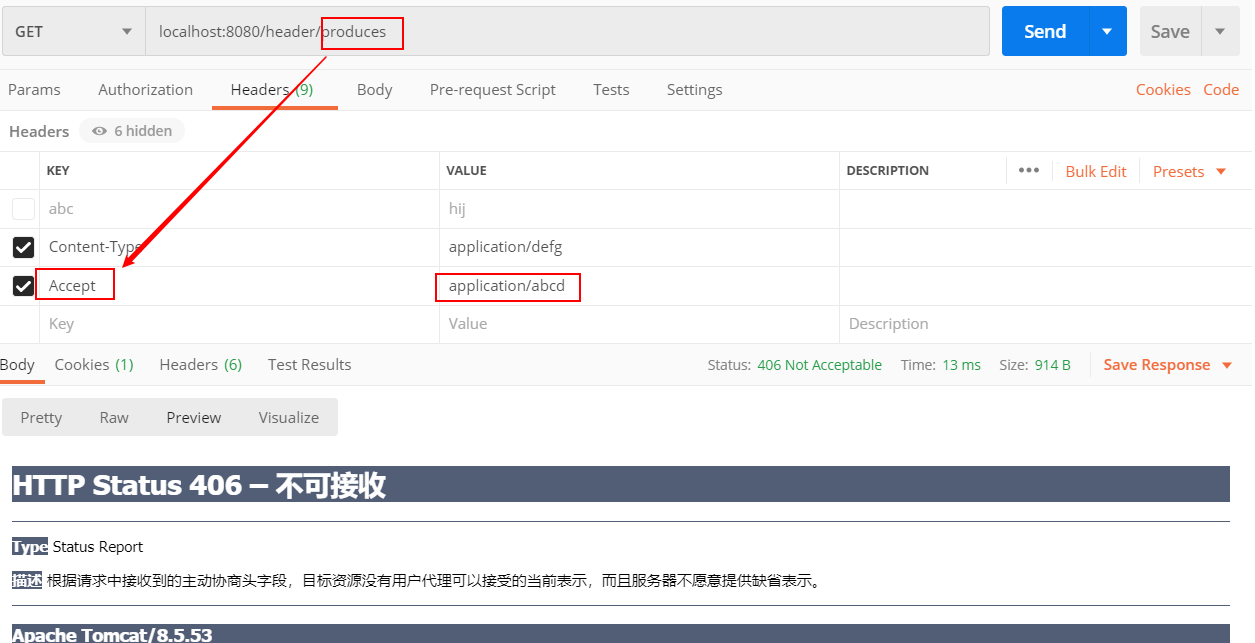 GET localhost:8080/header/produces Send Save
Params Authorization Headers (9) Body Pre-request Script Tests Settings Cookies Code
Headers 6 hidden
KEY VALUE DESCRIPTION ••• Bulk Edit Presets
abc hij
Content-Type application/defg
Accept application/abcd
Key Value Description
Body Cookies (1) Headers (6) Test Results Status: 406 Not Acceptable Time: 13 ms Size: 914 B Save Response
Pretty Raw Preview Visualize
HTTP Status 406 – 不可接收
Type Status Report
描述 根据请求中接收到的主动协商头字段，目标资源没有用户代理可以接受的当前表示，而且服务器不愿意提供缺省表示。
Apache Tomcat/8.5.53